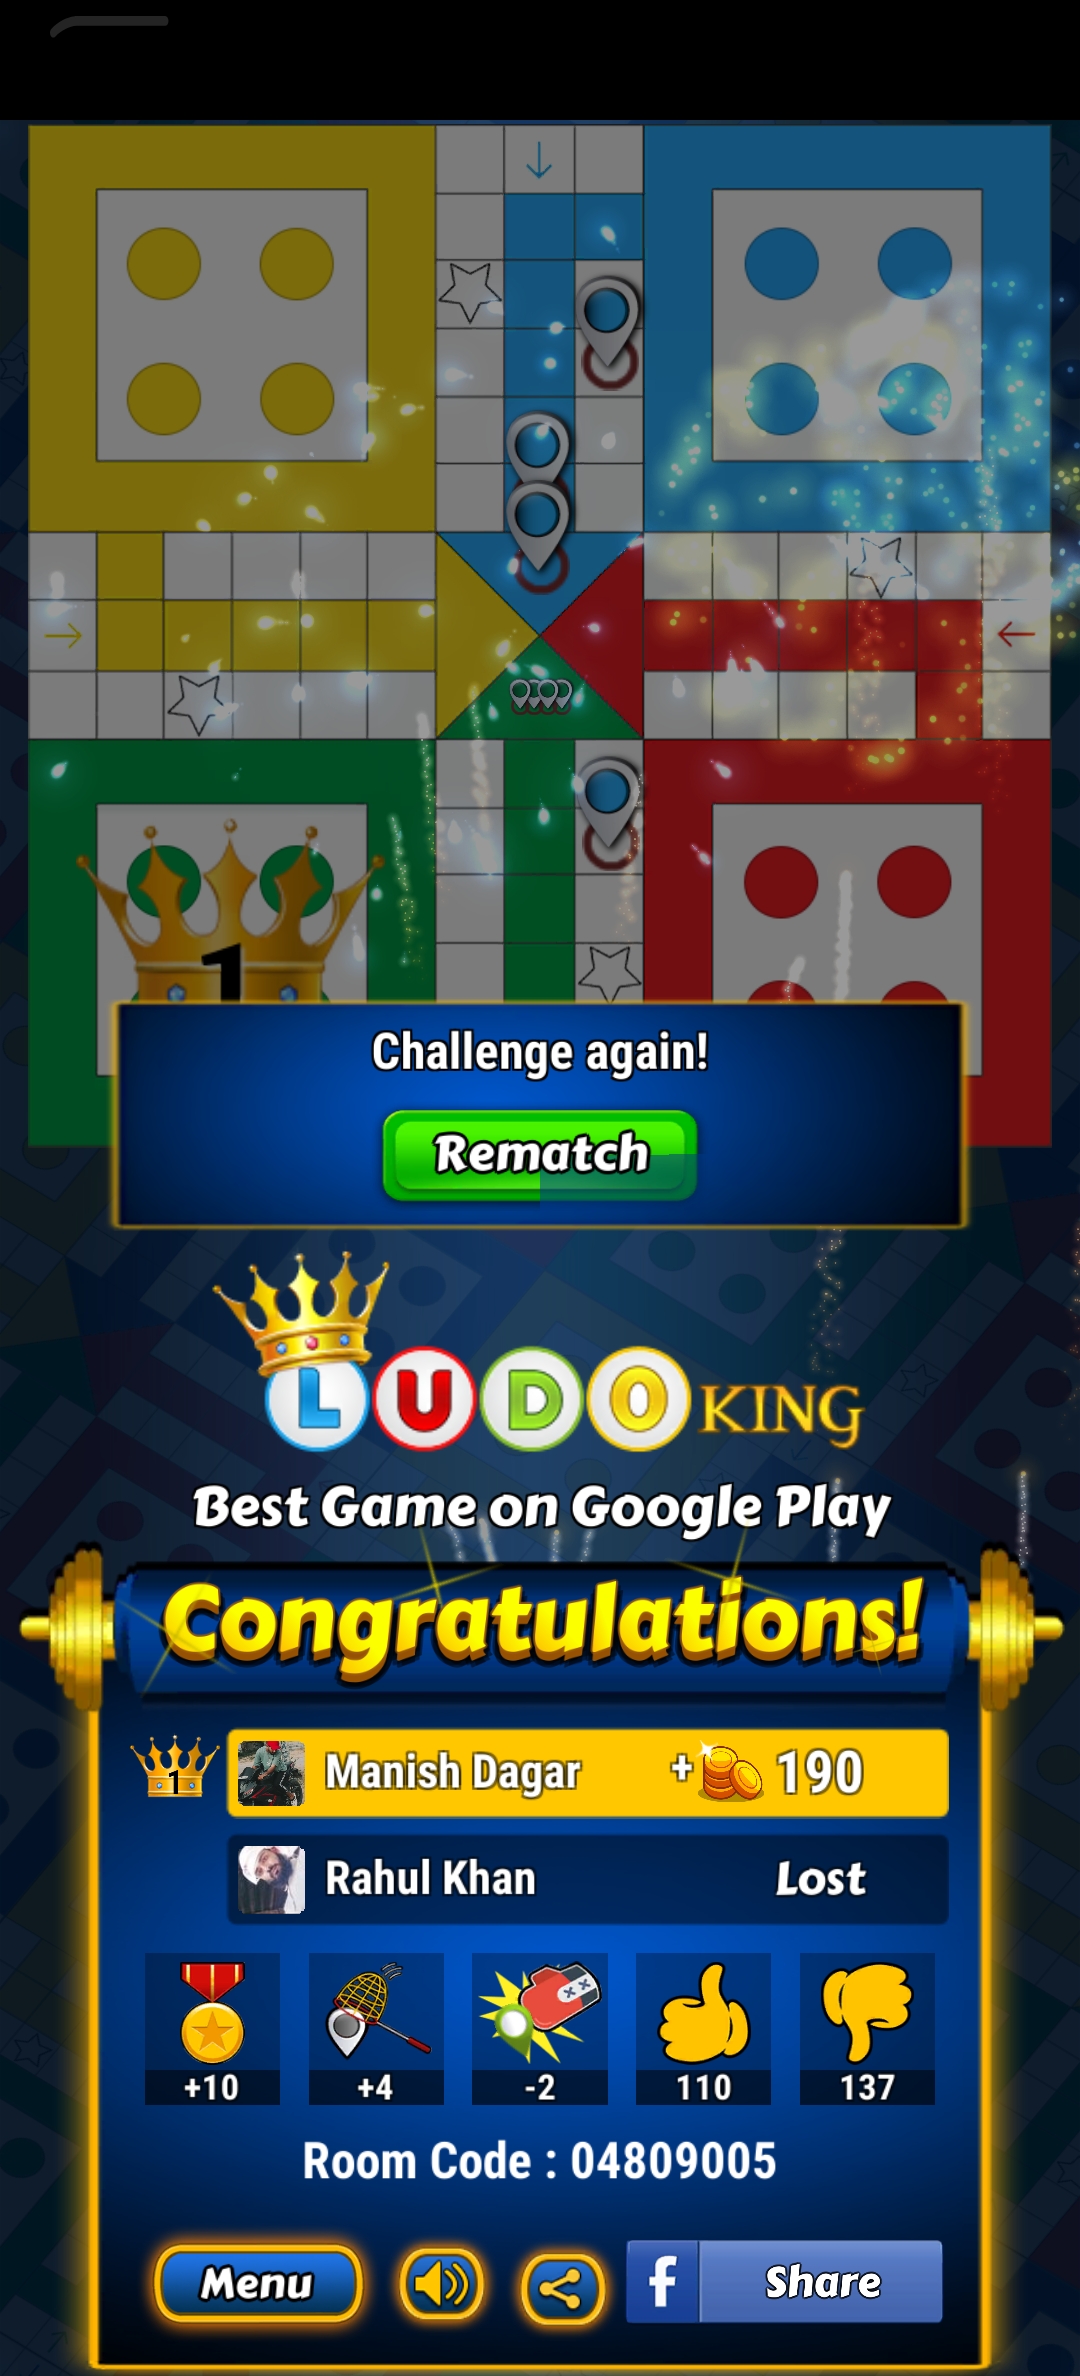 1
Challenge again!
Rematch
LUDO KING
Best Game on Google Play
Congratulations!
1 Manish Dagar + 190
Rahul Khan Lost
+10 +4 -2 110 137
Room Code : 04809005
Menu f Share